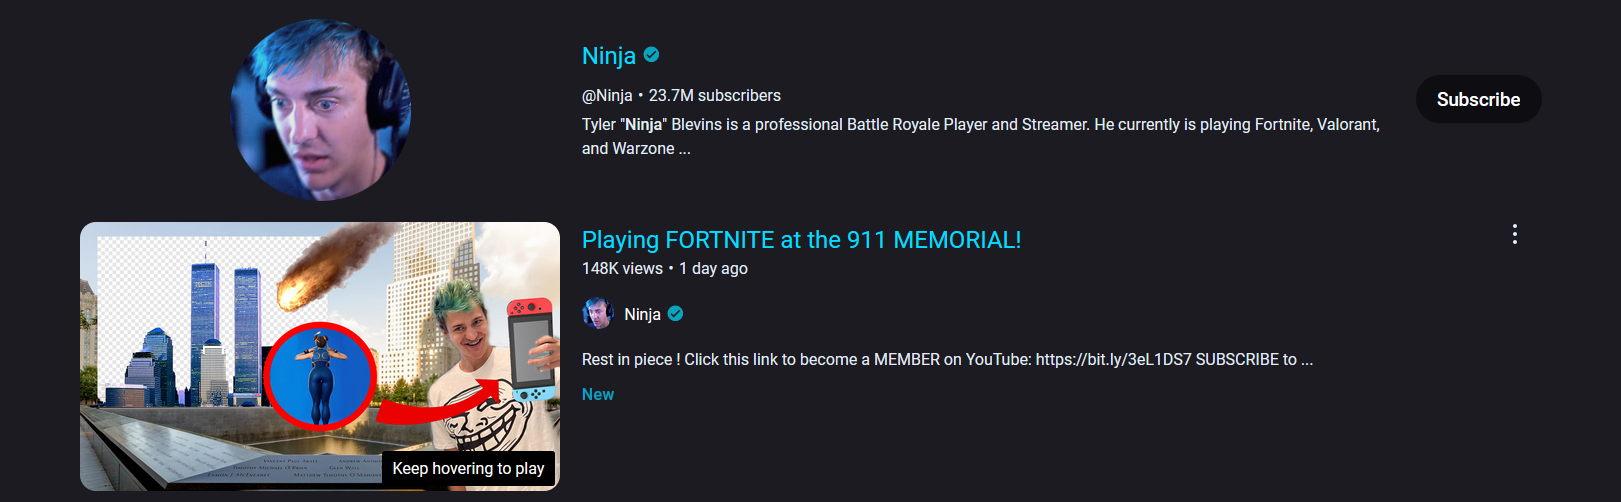 Ninja
@Ninja • 23.7M subscribers
Subscribe
Tyler "Ninja" Blevins is a professional Battle Royale Player and Streamer. He currently is playing Fortnite, Valorant,
and Warzone ...
Playing FORTNITE at the 911 MEMORIAL!
148K views • 1 day ago
Ninja
Rest in piece ! Click this link to become a MEMBER on YouTube: https://bit.ly/3eL1DS7 SUBSCRIBE to ...
New
Keep hovering to play